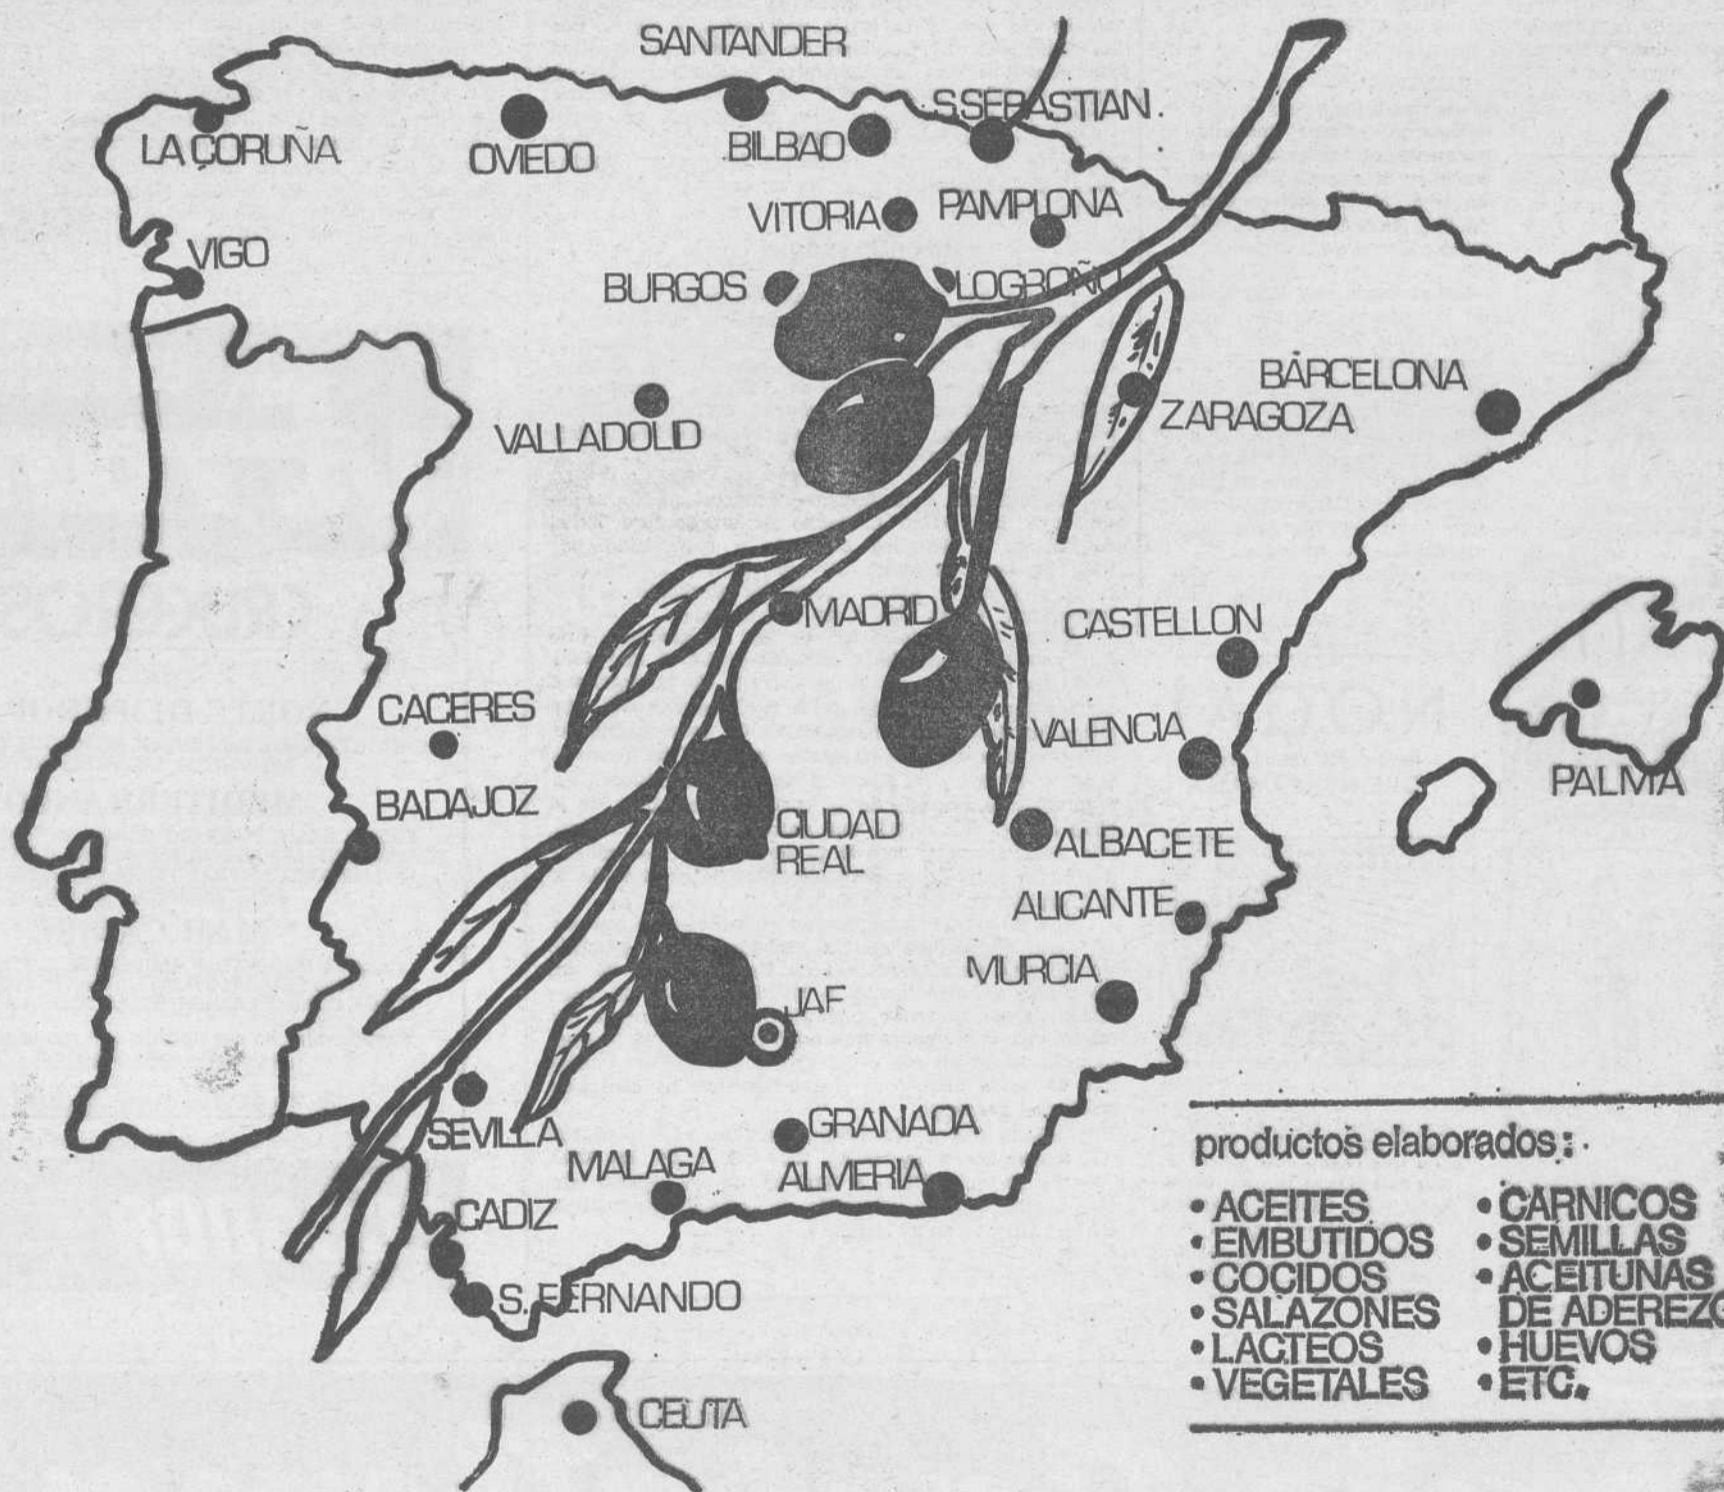 SANTANDER
S.SEBASTIAN.
LA CORUÑA
OVIEDO
BILBAO
VITORIA
PAMPLONA
VIGO
BURGOS
LOGROÑO
BARCELONA
ZARAGOZA
VALLADOLID
MADRID
CASTELLON
CACERES
VALENCIA
PALMA
BADAJOZ
CIUDAD
REAL
ALBACETE
ALICANTE
MURCIA
JAF
SEVILLA
GRANADA
MALAGA
ALMERIA
CADIZ
S. FERNANDO
CEUTA
productos elaborados:
• ACEITES
• EMBUTIDOS
• COCIDOS
• SALAZONES
• LACTEOS
• VEGETALES
• CARNICOS
• SEMILLAS
• ACEITUNAS
DE ADEREZO
• HUEVOS
• ETC.